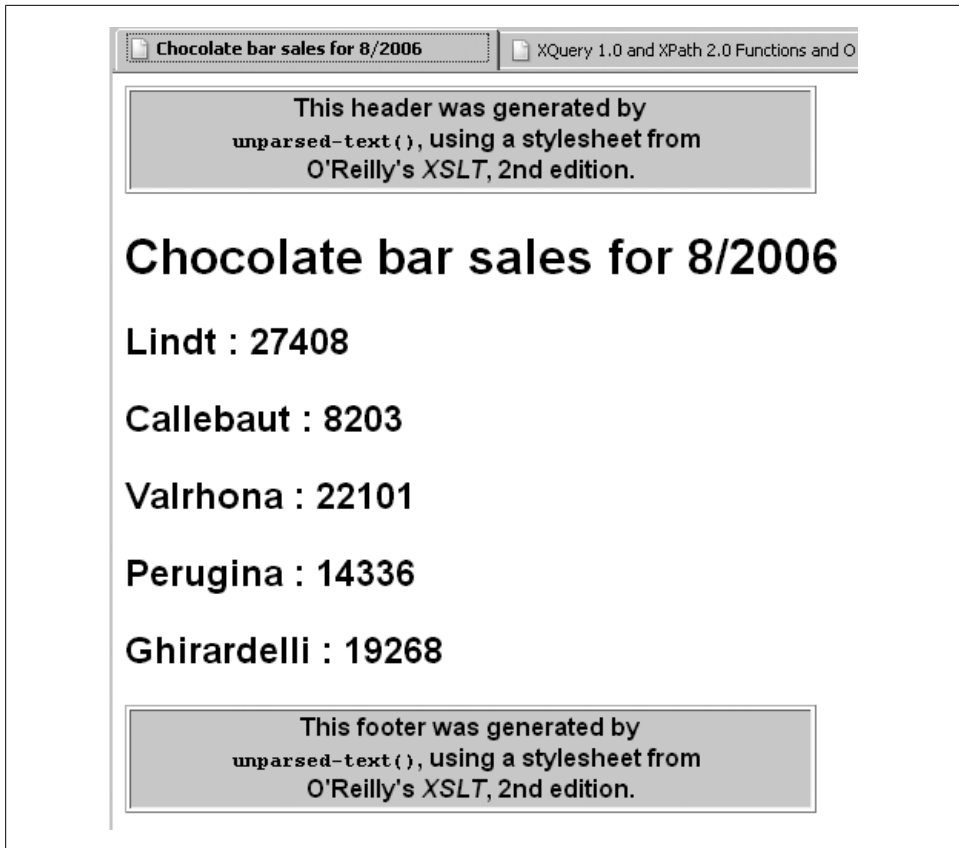 Chocolate bar sales for 8/2006
XQuery 1.0 and XPath 2.0 Functions and O
This header was generated by
unparsed-text(), using a stylesheet from
O'Reilly's XSLT, 2nd edition.
Chocolate bar sales for 8/2006
Lindt : 27408
Callebaut : 8203
Valrhona : 22101
Perugina : 14336
Ghirardelli : 19268
This footer was generated by
unparsed-text(), using a stylesheet from
O'Reilly's XSLT, 2nd edition.